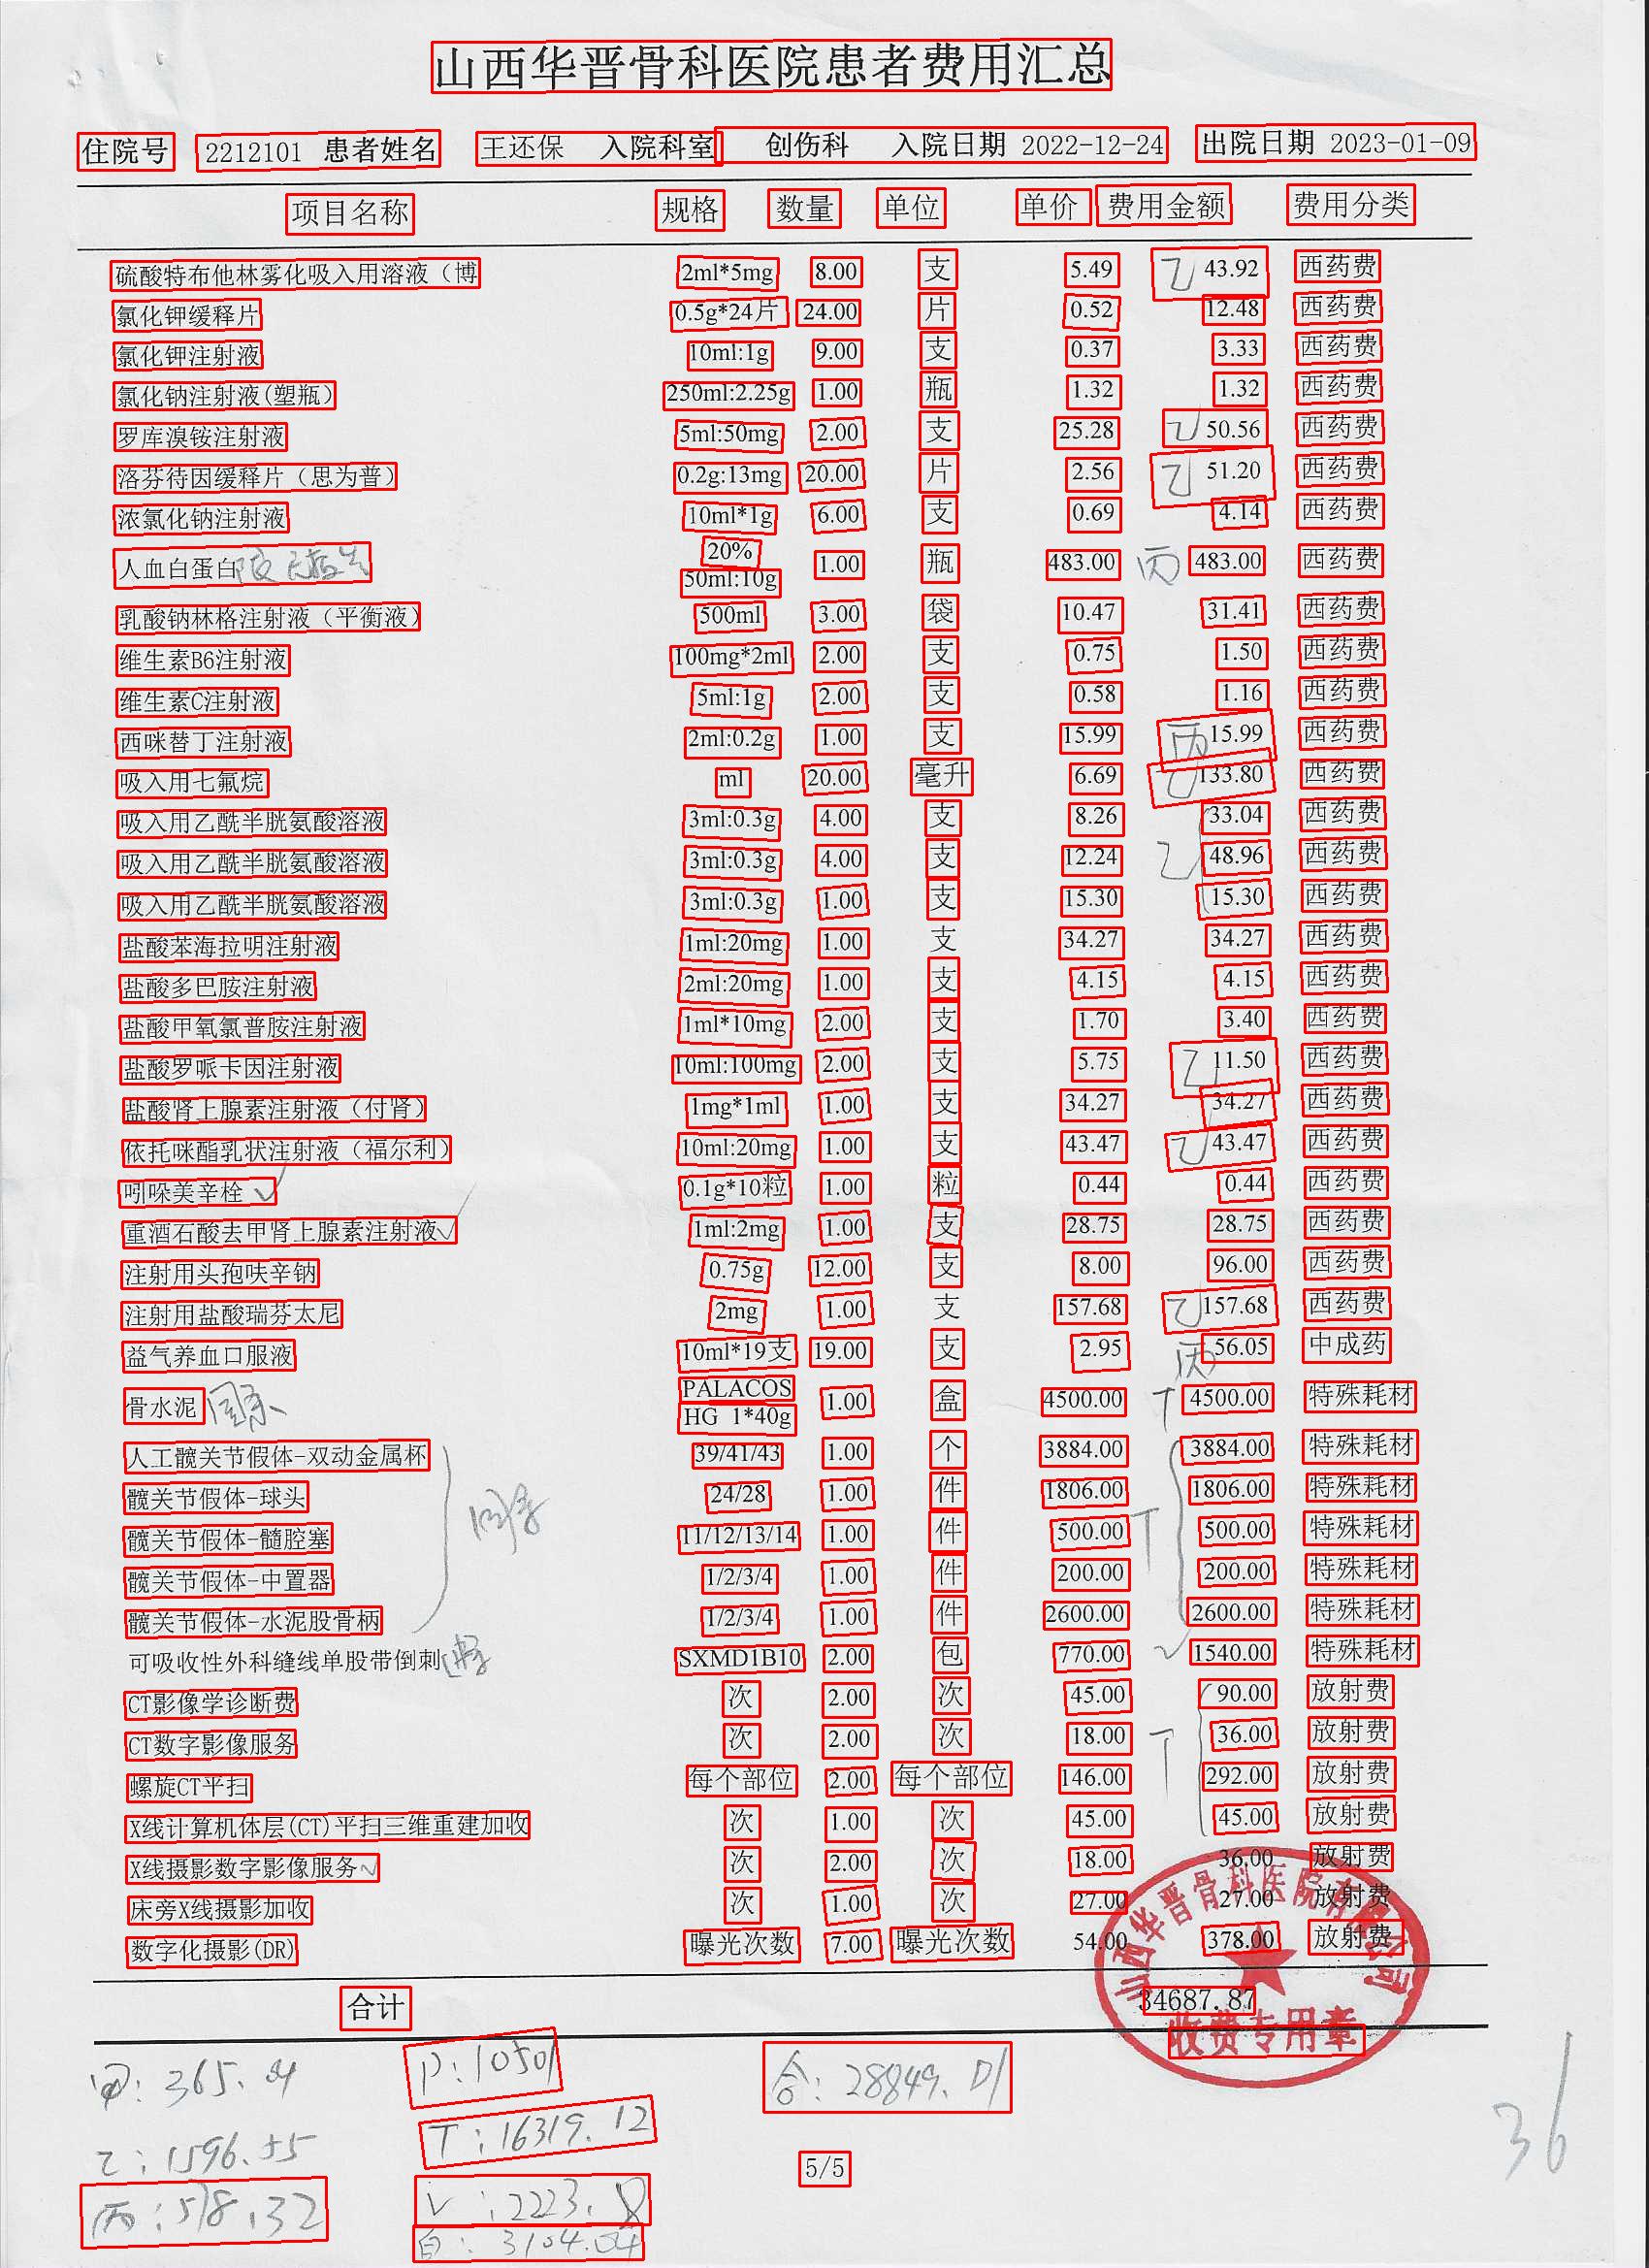 山西华晋骨科医院患者费用汇总
住院号 2212101 患者姓名 王还保 入院科室 创伤科 入院日期 2022-12-24 出院日期 2023-01-09
项目名称 规格 数量 单位 单价 费用金额 费用分类
硫酸特布他林雾化吸入用溶液（博 2ml*5mg 8.00 支 5.49 乙 43.92 西药费
氯化钾缓释片 0.5g*24片 24.00 片 0.52 12.48 西药费
氯化钾注射液 10ml:1g 9.00 支 0.37 3.33 西药费
氯化钠注射液(塑瓶） 250ml:2.25g 1.00 瓶 1.32 1.32 西药费
罗库溴铵注射液 5ml:50mg 2.00 支 25.28 乙 50.56 西药费
洛芬待因缓释片（思为普） 0.2g:13mg 20.00 片 2.56 乙 51.20 西药费
浓氯化钠注射液 10ml*1g 6.00 支 0.69 4.14 西药费
人血白蛋白 20% 50ml:10g 1.00 瓶 483.00 丙 483.00 西药费
乳酸钠林格注射液（平衡液） 500ml 3.00 袋 10.47 31.41 西药费
维生素B6注射液 100mg*2ml 2.00 支 0.75 1.50 西药费
维生素C注射液 5ml:1g 2.00 支 0.58 1.16 西药费
西咪替丁注射液 2ml:0.2g 1.00 支 15.99 丙 15.99 西药费
吸入用七氟烷 ml 20.00 毫升 6.69 乙 133.80 西药费
吸入用乙酰半胱氨酸溶液 3ml:0.3g 4.00 支 8.26 33.04 西药费
吸入用乙酰半胱氨酸溶液 3ml:0.3g 4.00 支 12.24 乙 48.96 西药费
吸入用乙酰半胱氨酸溶液 3ml:0.3g 1.00 支 15.30 15.30 西药费
盐酸苯海拉明注射液 1ml:20mg 1.00 支 34.27 34.27 西药费
盐酸多巴胺注射液 2ml:20mg 1.00 支 4.15 4.15 西药费
盐酸甲氧氯普胺注射液 1ml*10mg 2.00 支 1.70 3.40 西药费
盐酸罗哌卡因注射液 10ml:100mg 2.00 支 5.75 乙 11.50 西药费
盐酸肾上腺素注射液（付肾） 1mg*1ml 1.00 支 34.27 34.27 西药费
依托咪酯乳状注射液（福尔利） 10ml:20mg 1.00 支 43.47 乙 43.47 西药费
吲哚美辛栓 ✓ 0.1g*10粒 1.00 粒 0.44 0.44 西药费
重酒石酸去甲肾上腺素注射液 ✓ 1ml:2mg 1.00 支 28.75 28.75 西药费
注射用头孢呋辛钠 0.75g 12.00 支 8.00 96.00 西药费
注射用盐酸瑞芬太尼 2mg 1.00 支 157.68 乙 157.68 西药费
益气养血口服液 10ml*19支 19.00 支 2.95 丙 56.05 中成药
骨水泥 PALACOS HG 1*40g 1.00 盒 4500.00 T 4500.00 特殊耗材
人工髋关节假体-双动金属杯 39/41/43 1.00 个 3884.00 3884.00 特殊耗材
髋关节假体-球头 24/28 1.00 件 1806.00 1806.00 特殊耗材
髋关节假体-髓腔塞 11/12/13/14 1.00 件 500.00 T 500.00 特殊耗材
髋关节假体-中置器 1/2/3/4 1.00 件 200.00 200.00 特殊耗材
髋关节假体-水泥股骨柄 1/2/3/4 1.00 件 2600.00 2600.00 特殊耗材
可吸收性外科缝线单股带倒刺 SXMD1B10 2.00 包 770.00 ✓ 1540.00 特殊耗材
CT影像学诊断费 次 2.00 次 45.00 90.00 放射费
CT数字影像服务 次 2.00 次 18.00 T 36.00 放射费
螺旋CT平扫 每个部位 2.00 每个部位 146.00 292.00 放射费
X线计算机体层(CT)平扫三维重建加收 次 1.00 次 45.00 45.00 放射费
X线摄影数字影像服务 ✓ 次 2.00 次 18.00 36.00 放射费
床旁X线摄影加收 次 1.00 次 27.00 27.00 放射费
数字化摄影(DR) 曝光次数 7.00 曝光次数 54.00 378.00 放射费
合计 34687.87
山西华晋骨科医院有限公司
收费专用章
甲: 365.04 P:10501 合: 28849.01
乙: 1596.55 T:16319.12
5/5
36
丙: 518.32 ✓:2223.8
自: 3104.04